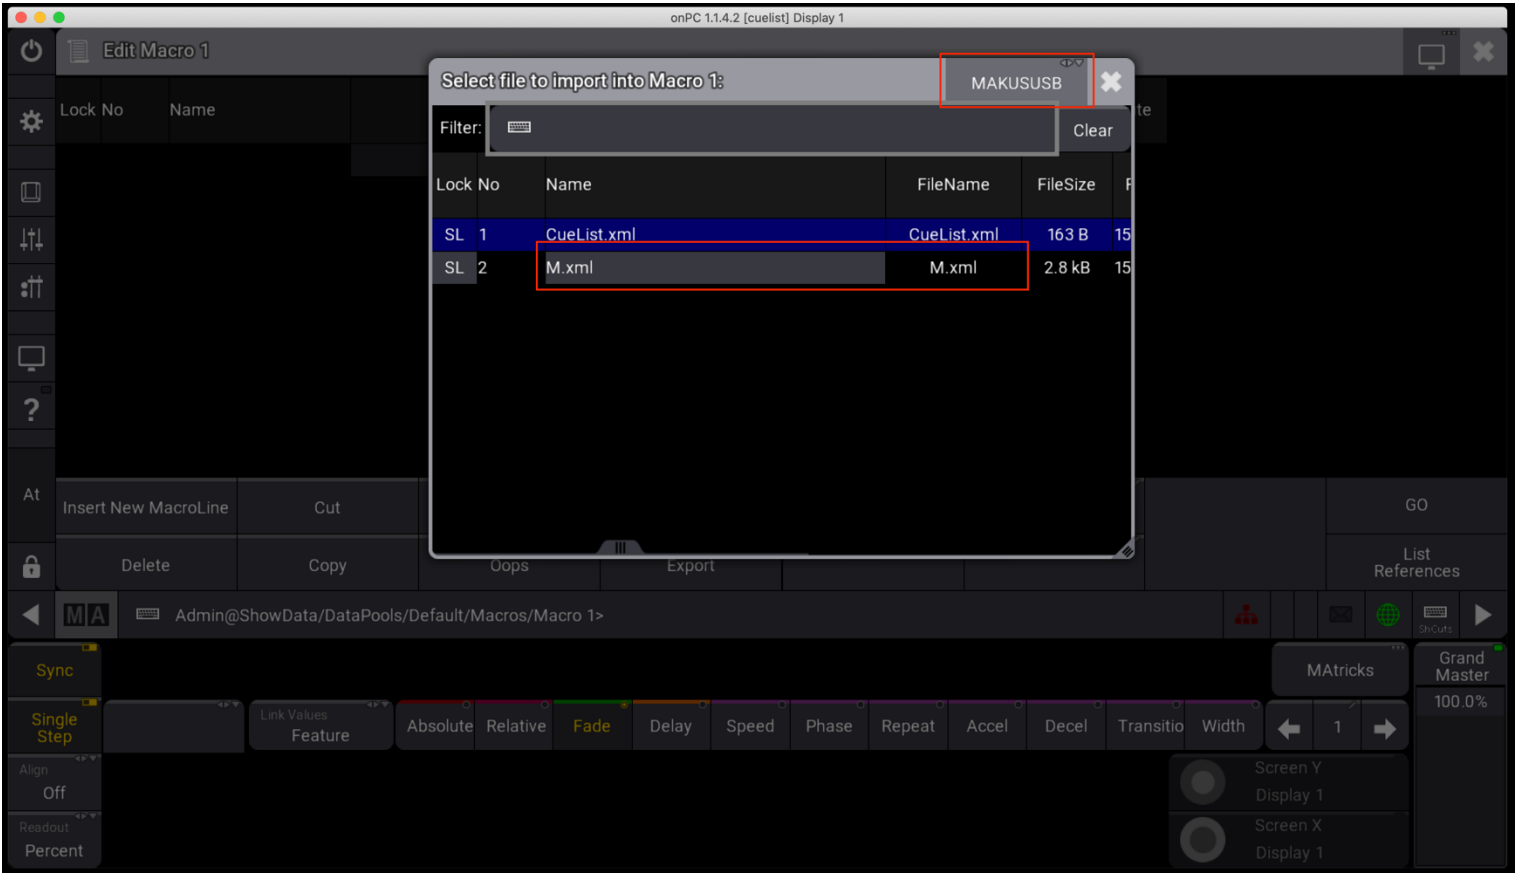 onPC 1.1.4.2 [cuelist] Display 1
Edit Macro 1
Select file to import into Macro 1:
MAKUSUSB
Lock No Name
te
Filter:
Clear
Lock No Name FileName FileSize F
SL 1 CueList.xml CueList.xml 163 B 15
SL 2 M.xml M.xml 2.8 kB 15
?
At
Insert New MacroLine Cut
GO
Delete Copy Oops Export
List
References
MA
Admin@ShowData/DataPools/Default/Macros/Macro 1>
ShCuts
Sync
MAtricks
Grand
Master
100.0%
Single
Step
Link Values
Feature
Absolute Relative Fade Delay Speed Phase Repeat Accel Decel Transitio Width
1
Align
Off
Screen Y
Display 1
Readout
Percent
Screen X
Display 1